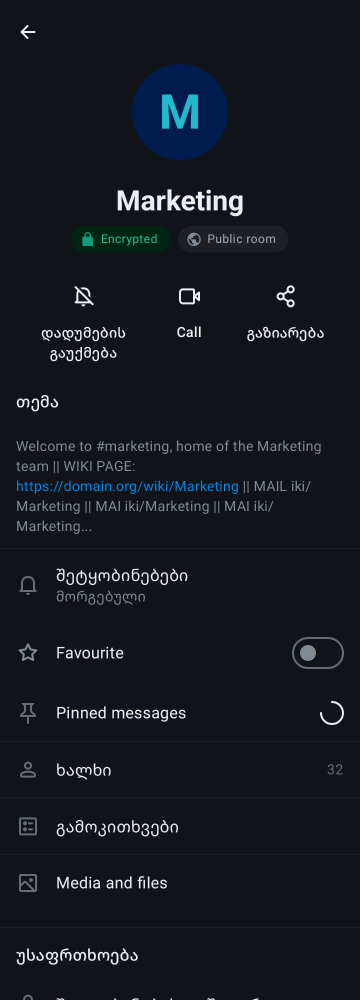 M
Marketing
Encrypted
Public room
დადუმების
გაუქმება
Call
გაზიარება
თემა
Welcome to #marketing, home of the Marketing
team || WIKI PAGE:
https://domain.org/wiki/Marketing || MAIL iki/
Marketing || MAI iki/Marketing || MAI iki/
Marketing...
შეტყობინებები
მორგებული
Favourite
Pinned messages
ხალხი
32
გამოკითხვები
Media and files
უსაფრთხოება